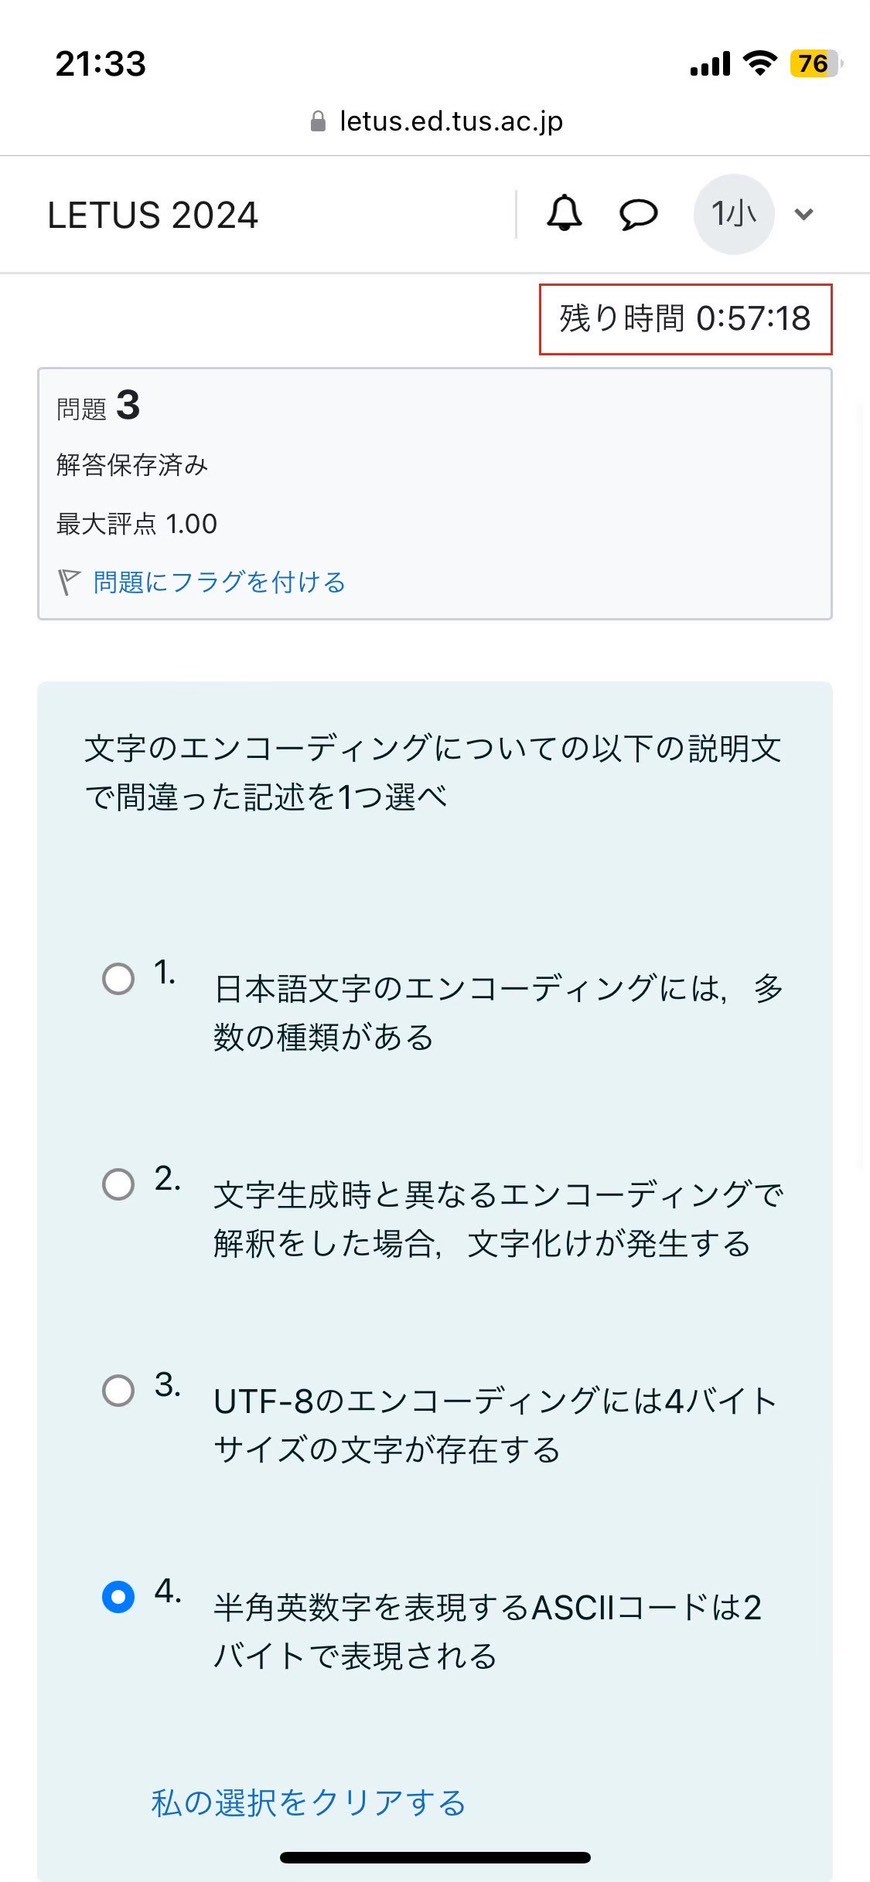 21:33
76
letus.ed.tus.ac.jp
LETUS 2024
1小
残り時間 0:57:18
問題 3
解答保存済み
最大評点 1.00
問題にフラグを付ける
文字のエンコーディングについての以下の説明文
で間違った記述を1つ選べ
1.
日本語文字のエンコーディングには，多
数の種類がある
2.
文字生成時と異なるエンコーディングで
解釈をした場合，文字化けが発生する
3.
UTF-8のエンコーディングには4バイト
サイズの文字が存在する
4.
半角英数字を表現するASCIIコードは2
バイトで表現される
私の選択をクリアする